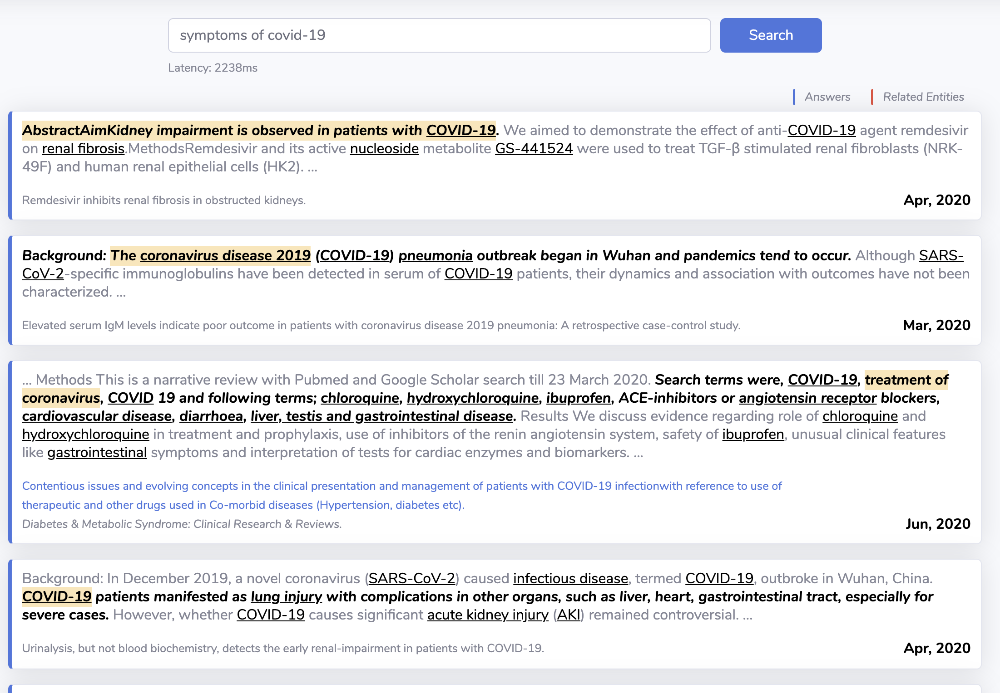 symptoms of covid-19
Search
Latency: 2238ms
Answers
Related Entities
AbstractAimKidney impairment is observed in patients with COVID-19. We aimed to demonstrate the effect of anti-COVID-19 agent remdesivir
on renal fibrosis.MethodsRemdesivir and its active nucleoside metabolite GS-441524 were used to treat TGF-β stimulated renal fibroblasts (NRK-
49F) and human renal epithelial cells (HK2). ...
Remdesivir inhibits renal fibrosis in obstructed kidneys.
Apr, 2020
Background: The coronavirus disease 2019 (COVID-19) pneumonia outbreak began in Wuhan and pandemics tend to occur. Although SARS-
CoV-2-specific immunoglobulins have been detected in serum of COVID-19 patients, their dynamics and association with outcomes have not been
characterized. ...
Elevated serum IgM levels indicate poor outcome in patients with coronavirus disease 2019 pneumonia: A retrospective case-control study.
Mar, 2020
... Methods This is a narrative review with Pubmed and Google Scholar search till 23 March 2020. Search terms were, COVID-19, treatment of
coronavirus, COVID 19 and following terms; chloroquine, hydroxychloroquine, ibuprofen, ACE-inhibitors or angiotensin receptor blockers,
cardiovascular disease, diarrhoea, liver, testis and gastrointestinal disease. Results We discuss evidence regarding role of chloroquine and
hydroxychloroquine in treatment and prophylaxis, use of inhibitors of the renin angiotensin system, safety of ibuprofen, unusual clinical features
like gastrointestinal symptoms and interpretation of tests for cardiac enzymes and biomarkers. ...
Contentious issues and evolving concepts in the clinical presentation and management of patients with COVID-19 infectionwith reference to use of
therapeutic and other drugs used in Co-morbid diseases (Hypertension, diabetes etc).
Diabetes & Metabolic Syndrome: Clinical Research & Reviews.
Jun, 2020
Background: In December 2019, a novel coronavirus (SARS-CoV-2) caused infectious disease, termed COVID-19, outbroke in Wuhan, China.
COVID-19 patients manifested as lung injury with complications in other organs, such as liver, heart, gastrointestinal tract, especially for
severe cases. However, whether COVID-19 causes significant acute kidney injury (AKI) remained controversial. ...
Urinalysis, but not blood biochemistry, detects the early renal-impairment in patients with COVID-19.
Apr, 2020